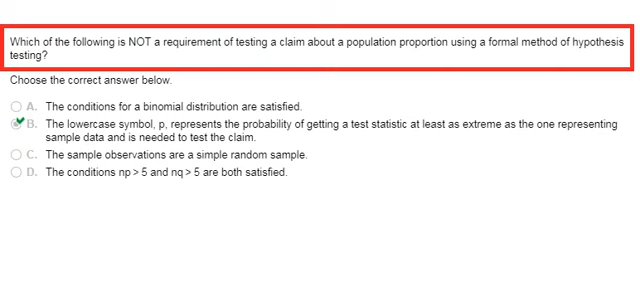 Which of the following is NOT a requirement of testing a claim about a population proportion using a formal method of hypothesis
testing?
Choose the correct answer below.
A. The conditions for a binomial distribution are satisfied.
B. The lowercase symbol, p, represents the probability of getting a test statistic at least as extreme as the one representing
sample data and is needed to test the claim.
C. The sample observations are a simple random sample.
D. The conditions np > 5 and nq > 5 are both satisfied.